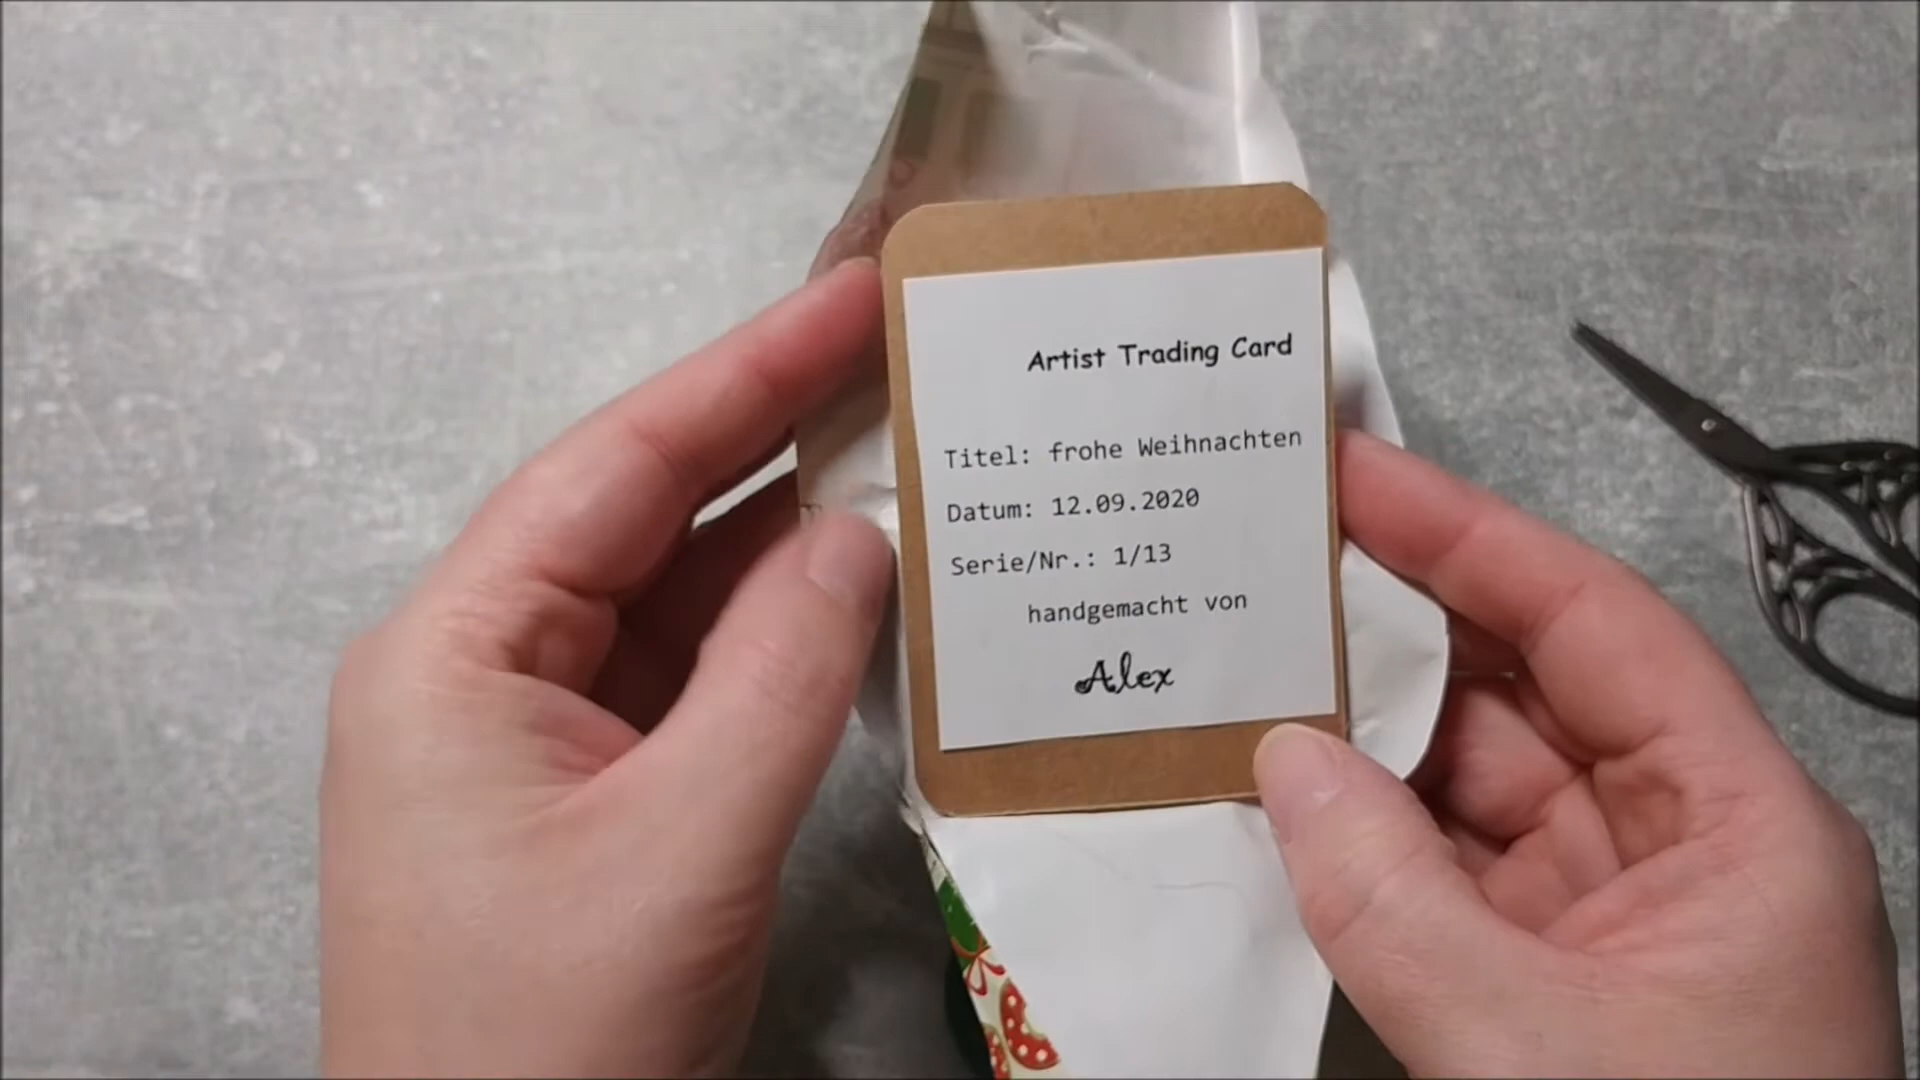 Artist Trading Card
Titel: frohe Weihnachten
Datum: 12.09.2020
Serie/Nr.: 1/13
handgemacht von
Alex